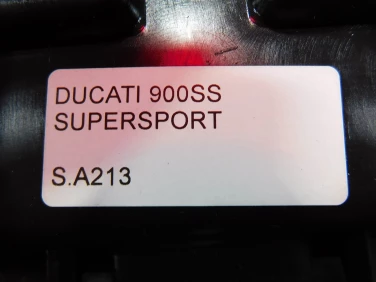 DUCATI 900SS
SUPERSPORT
S.A213